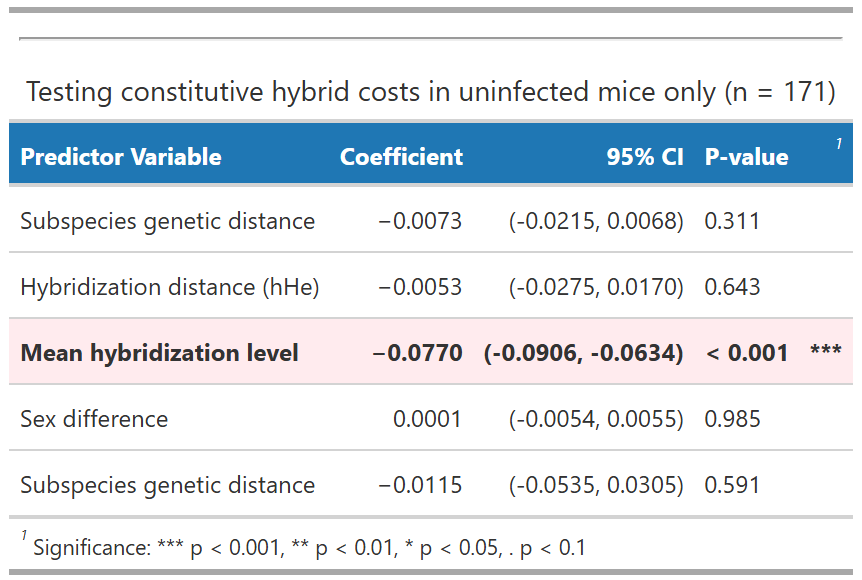 Testing constitutive hybrid costs in uninfected mice only (n = 171)
Predictor Variable Coefficient 95% CI P-value 1
Subspecies genetic distance −0.0073 (-0.0215, 0.0068) 0.311
Hybridization distance (hHe) −0.0053 (-0.0275, 0.0170) 0.643
Mean hybridization level −0.0770 (-0.0906, -0.0634) < 0.001 ***
Sex difference 0.0001 (-0.0054, 0.0055) 0.985
Subspecies genetic distance −0.0115 (-0.0535, 0.0305) 0.591
1 Significance: *** p < 0.001, ** p < 0.01, * p < 0.05, . p < 0.1